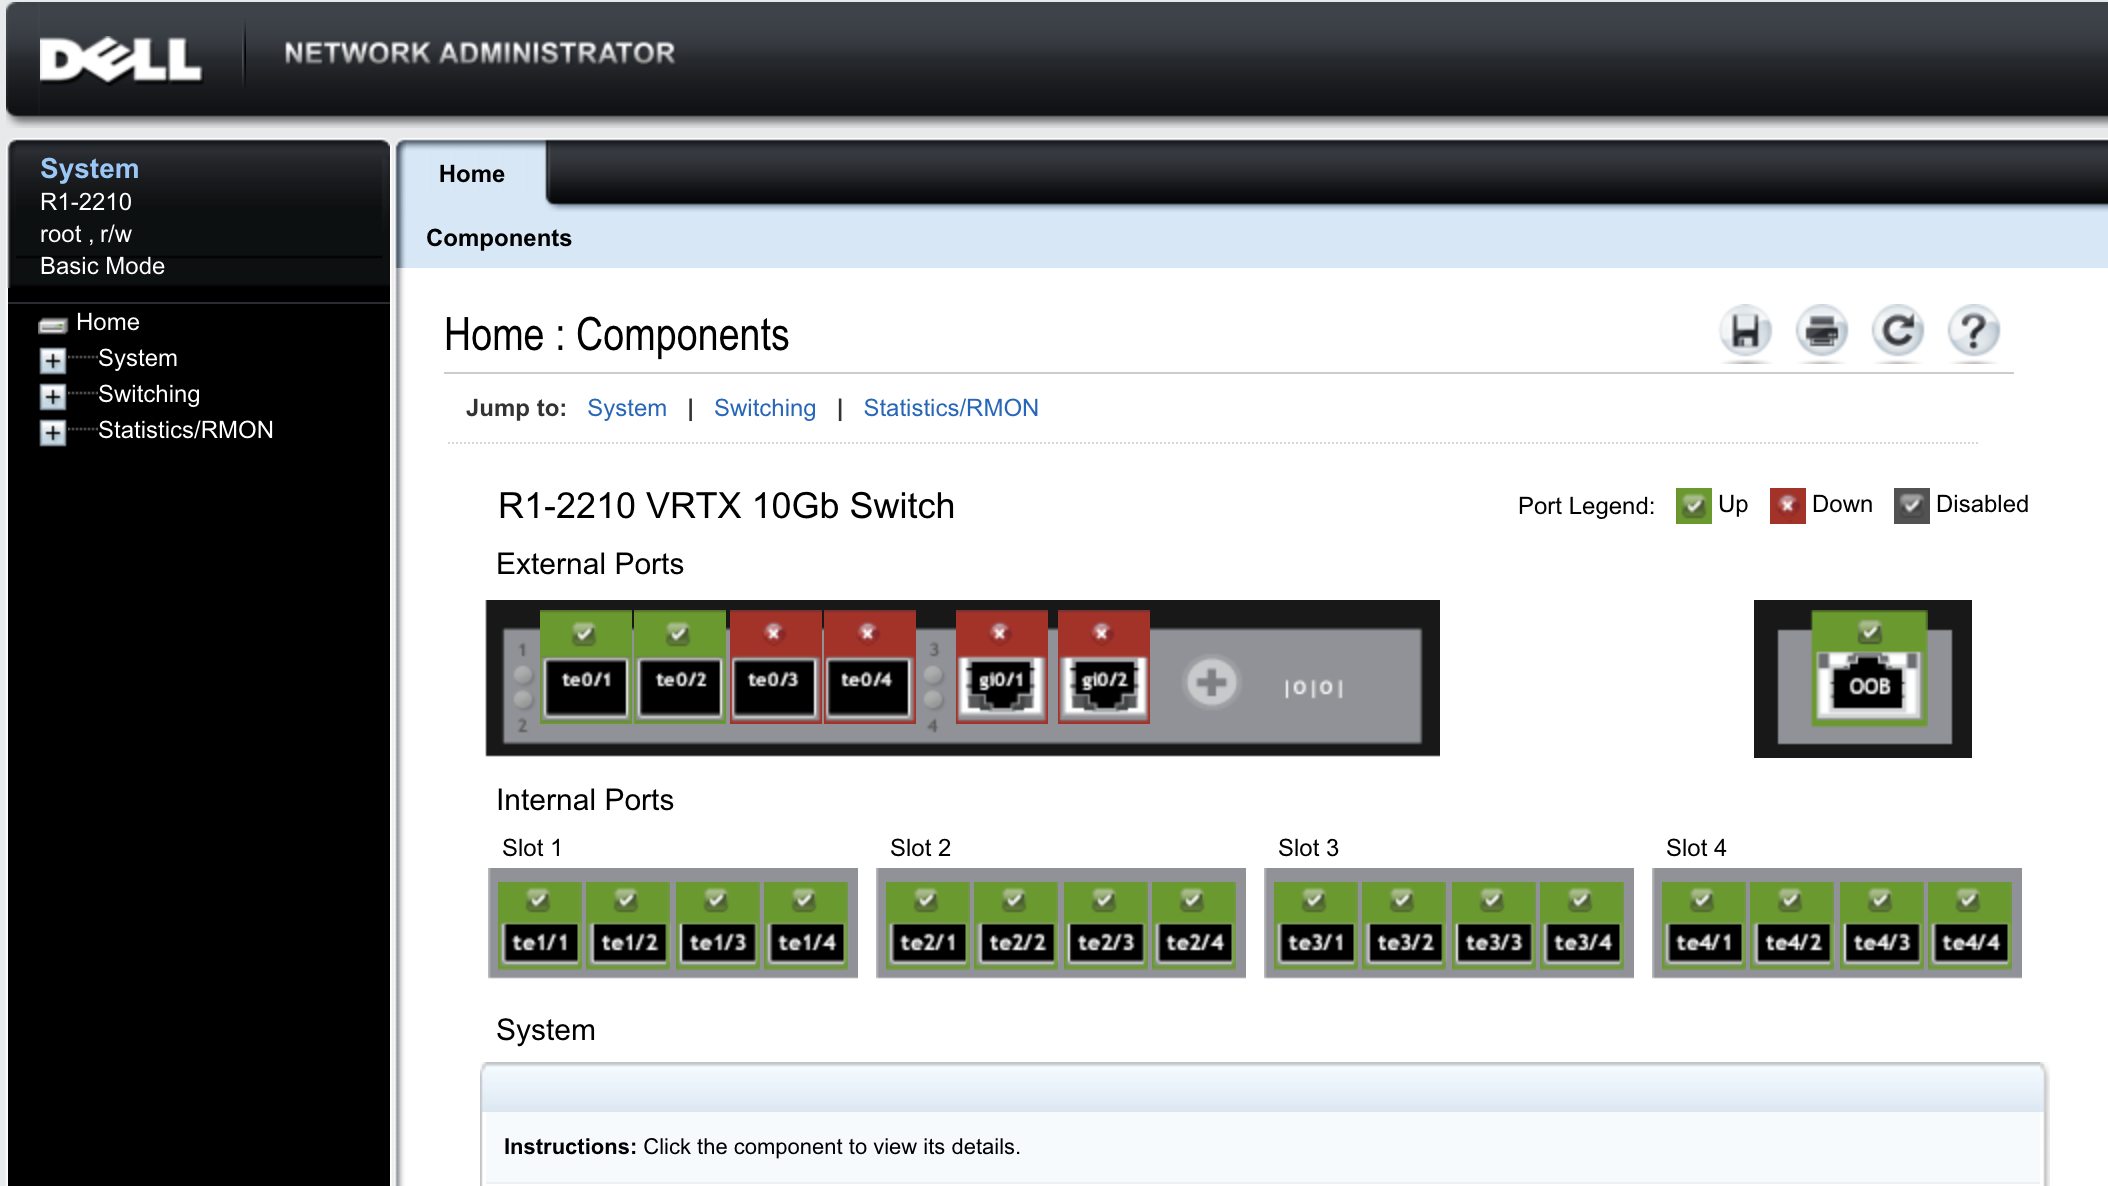 DELL NETWORK ADMINISTRATOR
System
R1-2210
root , r/w
Basic Mode
Home
System
Switching
Statistics/RMON
Home
Components
Home : Components
Jump to: System | Switching | Statistics/RMON
R1-2210 VRTX 10Gb Switch
Port Legend: Up Down Disabled
External Ports
1 2 te0/1 te0/2 te0/3 te0/4 3 4 gi0/1 gi0/2 |O|O| OOB
Internal Ports
Slot 1 Slot 2 Slot 3 Slot 4
te1/1 te1/2 te1/3 te1/4 te2/1 te2/2 te2/3 te2/4 te3/1 te3/2 te3/3 te3/4 te4/1 te4/2 te4/3 te4/4
System
Instructions: Click the component to view its details.